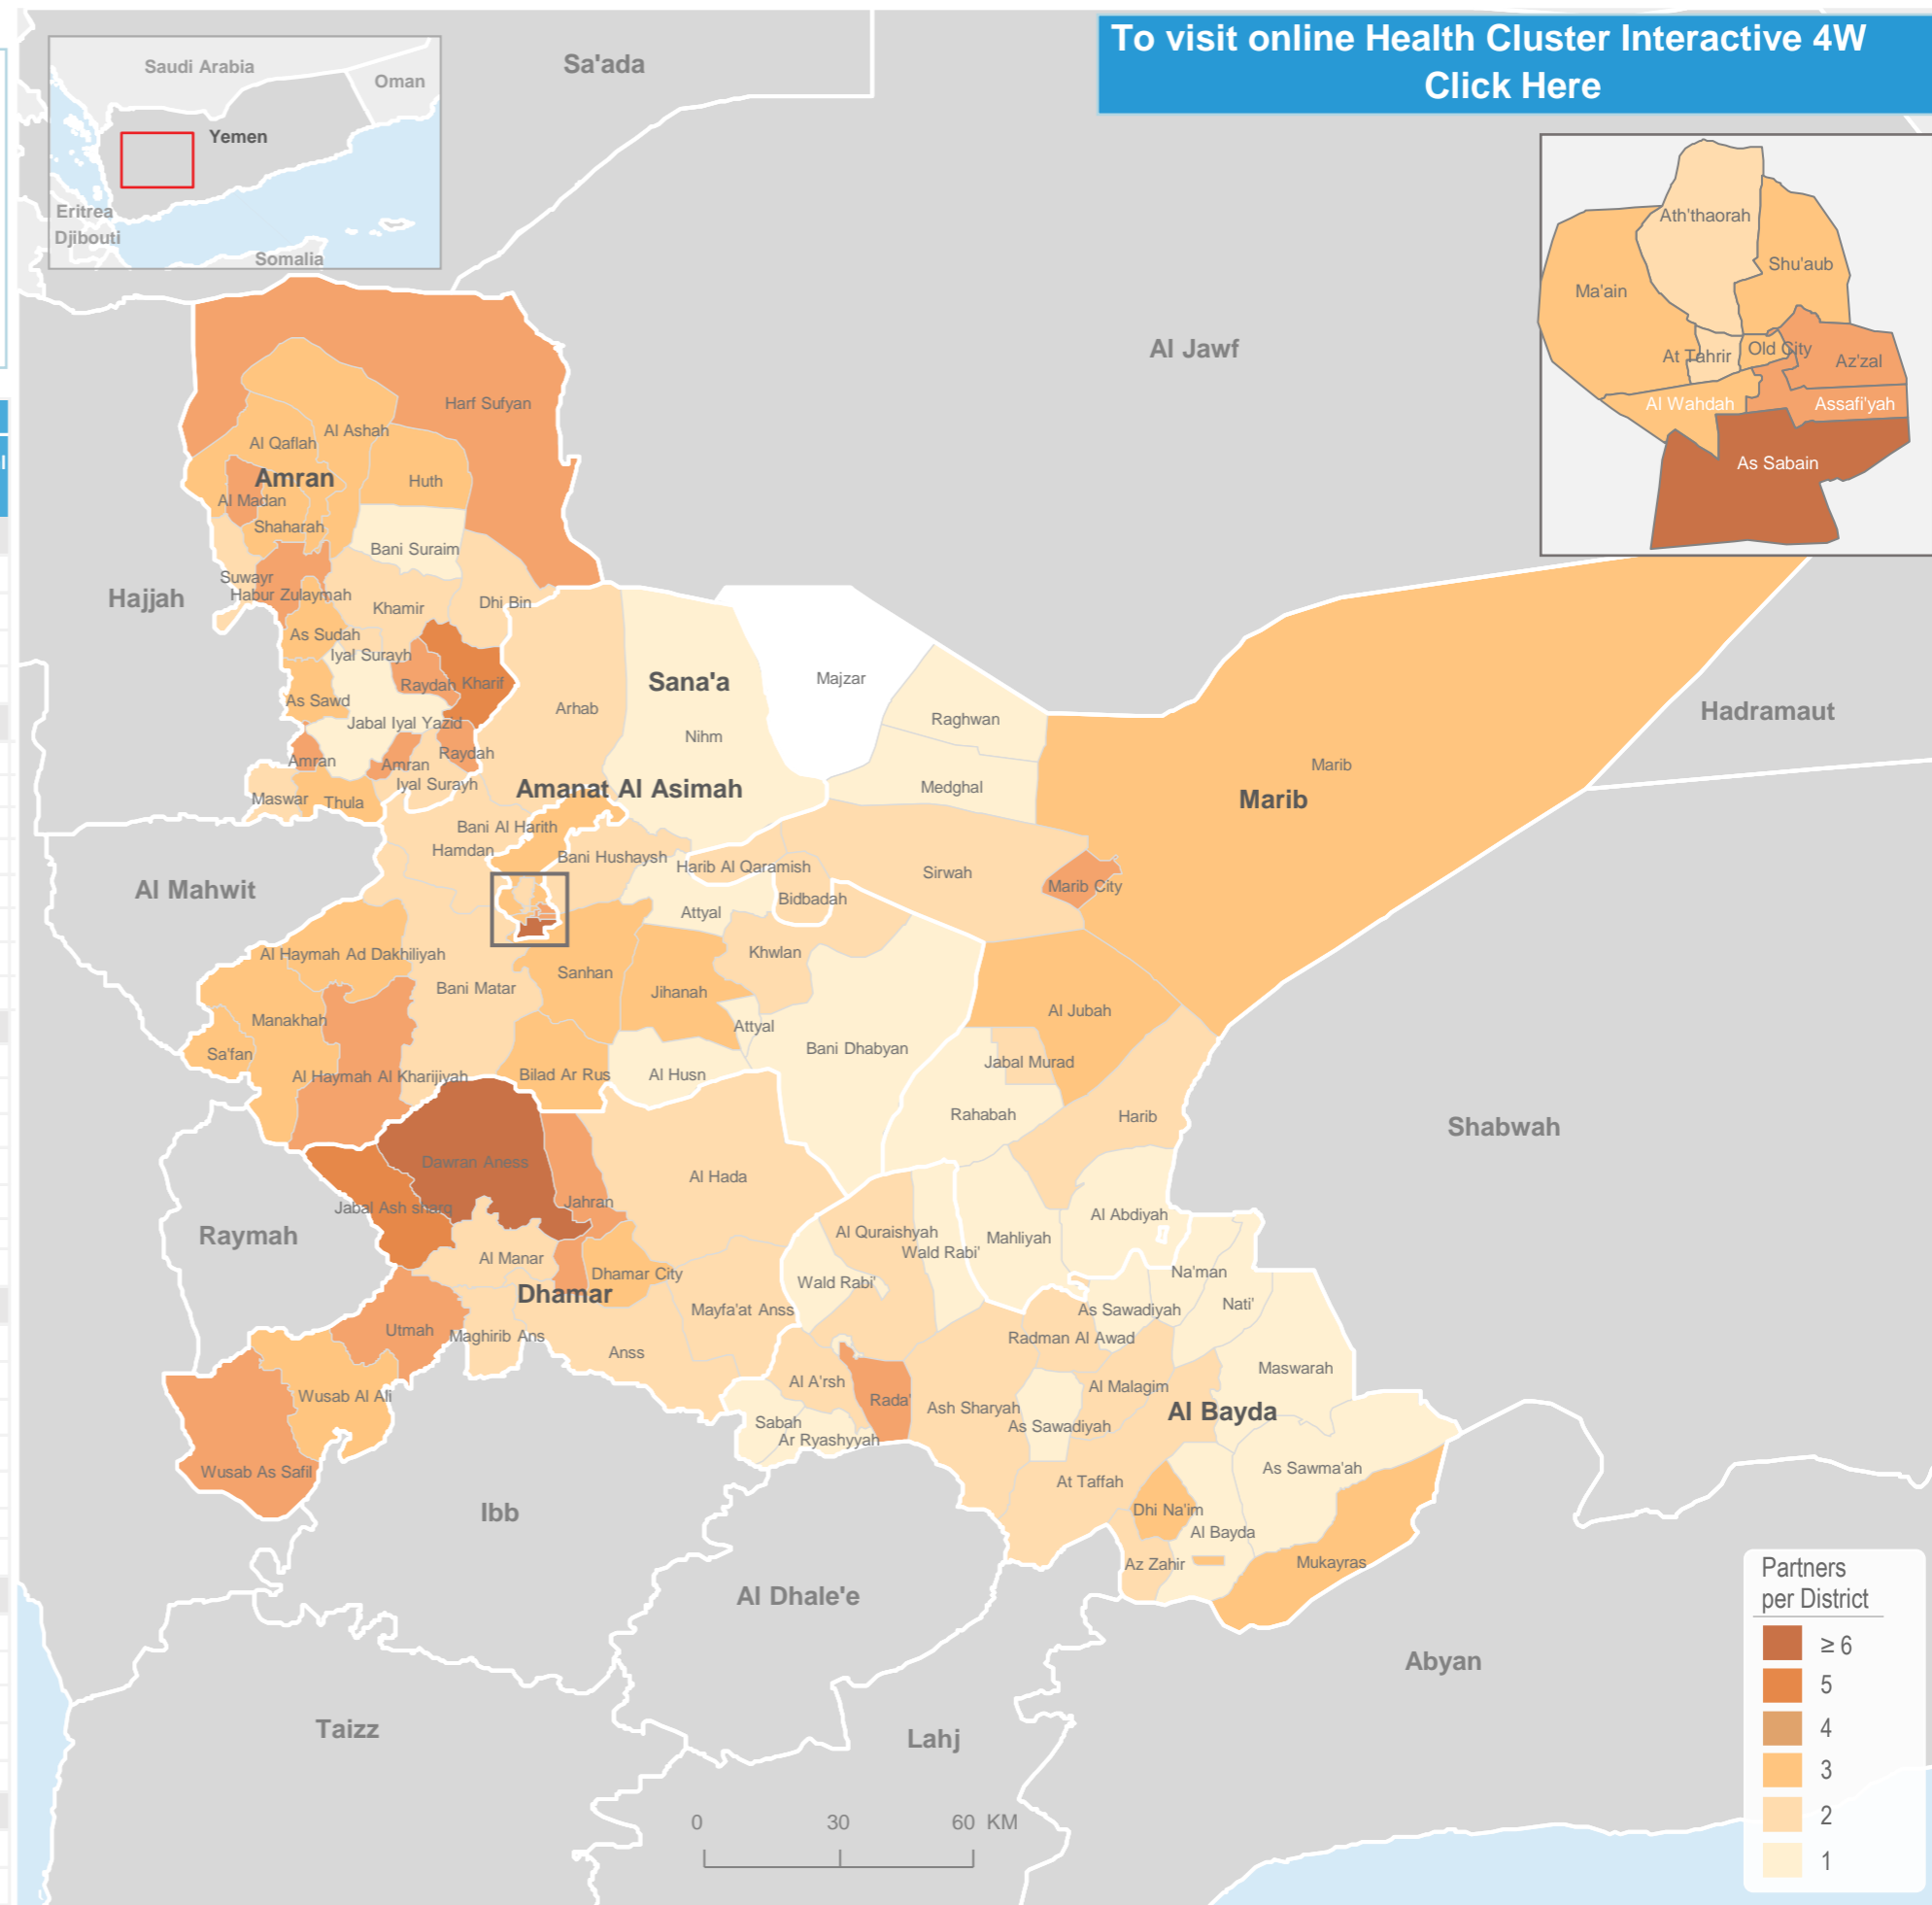 To visit online Health Cluster Interactive 4W
Click Here
Saudi Arabia
Oman
Yemen
Eritrea
Djibouti
Somalia
Sa'ada
Al Jawf
Ath'thaorah
Shu'aub
Ma'ain
At Tahrir
Old City
Az'zal
Al Wahdah
Assafi'yah
As Sabain
Harf Sufyan
Al Ashah
Al Qaflah
Amran
Huth
Al Madan
Shaharah
Bani Suraim
Suwayr
Habur Zulaymah
Khamir
Dhi Bin
Hajjah
As Sudah
Iyal Surayh
Raydah
Kharif
As Sawd
Jabal Iyal Yazid
Amran
Amran
Raydah
Iyal Surayh
Maswar
Thula
Arhab
Sana'a
Nihm
Majzar
Raghwan
Medghal
Marib
Marib
Hadramaut
Amanat Al Asimah
Bani Al Harith
Hamdan
Bani Hushaysh
Harib Al Qaramish
Bidbadah
Sirwah
Marib City
Al Mahwit
Attyal
Khwlan
Al Haymah Ad Dakhiliyah
Sanhan
Bani Matar
Jihanah
Manakhah
Attyal
Sa'fan
Bani Dhabyan
Al Jubah
Jabal Murad
Al Haymah Al Kharijiyah
Bilad Ar Rus
Al Husn
Rahabah
Harib
Shabwah
Dawran Aness
Al Hada
Jahran
Jabal Ash sharq
Raymah
Al Manar
Dhamar City
Dhamar
Al Quraishyah
Wald Rabi'
Wald Rabi'
Mahliyah
Al Abdiyah
Na'man
Nati'
As Sawadiyah
Mayfa'at Anss
Utmah
Maghirib Ans
Anss
Radman Al Awad
Maswarah
Al A'rsh
Rada'
Ash Sharyah
Al Malagim
As Sawadiyah
Al Bayda
Wusab Al Ali
Sabah
Ar Ryashyyah
Wusab As Safil
As Sawma'ah
At Taffah
Dhi Na'im
Al Bayda
Az Zahir
Mukayras
Ibb
Al Dhale'e
Abyan
Taizz
Lahj
0 30 60 KM
Partners
per District
≥ 6
5
4
3
2
1